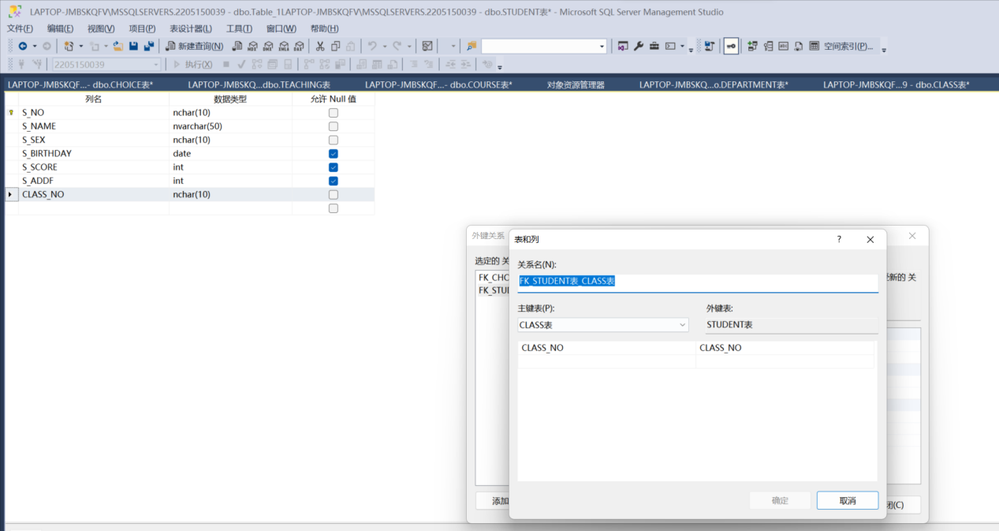 LAPTOP-JMBSKQFV\MSSQLSERVERS.2205150039 - dbo.Table_1LAPTOP-JMBSKQFV\MSSQLSERVERS.2205150039 - dbo.STUDENT表* - Microsoft SQL Server Management Studio
文件(F) 编辑(E) 视图(V) 项目(P) 表设计器(L) 工具(T) 窗口(W) 帮助(H)
新建查询(N) MDX DMX XMLA DAX 空间索引(P)...
2205150039 执行(X)
LAPTOP-JMBSKQF...- dbo.CHOICE表* LAPTOP-JMBSKQ...dbo.TEACHING表 LAPTOP-JMBSKQF...- dbo.COURSE表* 对象资源管理器 LAPTOP-JMBSKQ...o.DEPARTMENT表* LAPTOP-JMBSKQF...9 - dbo.CLASS表*
列名 数据类型 允许 Null 值
S_NO nchar(10)
S_NAME nvarchar(50)
S_SEX nchar(10)
S_BIRTHDAY date
S_SCORE int
S_ADDF int
CLASS_NO nchar(10)
外键关系
选定的 关
FK_CHO
FK_STUI
新的 关
添加
闭(C)
表和列 ?
关系名(N):
FK_STUDENT表_CLASS表
主键表(P): 外键表:
CLASS表 STUDENT表
CLASS_NO CLASS_NO
确定 取消